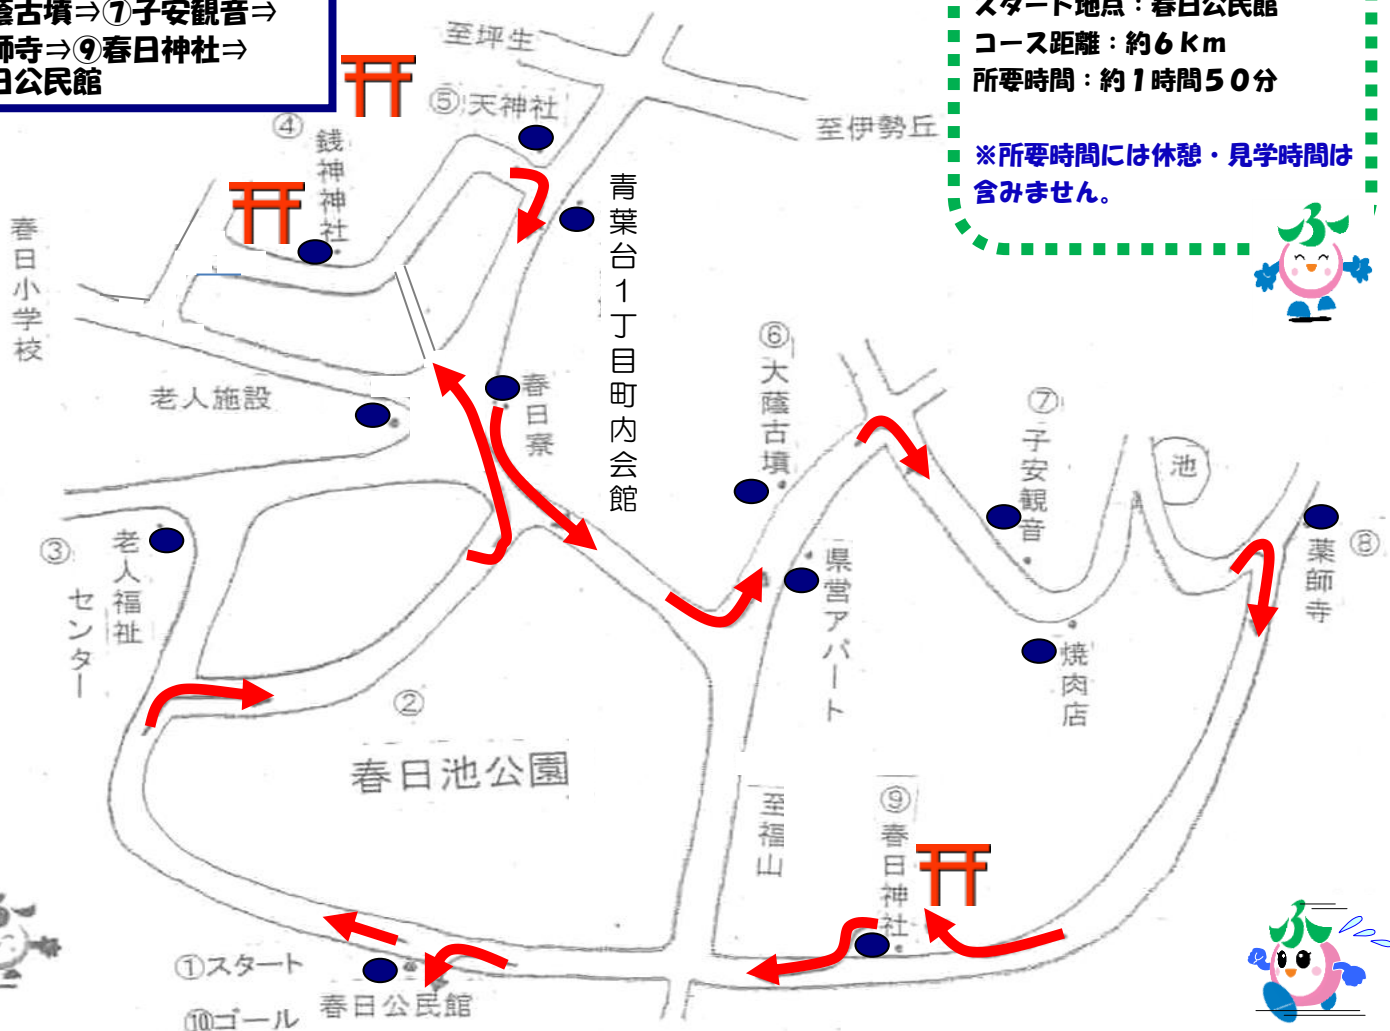 蔭古墳⇒⑦子安観音⇒
師寺⇒⑨春日神社⇒
日公民館
スタート地点：春日公民館
コース距離：約6km
所要時間：約1時間50分
※所要時間には休憩・見学時間は
含みません。
至坪生
⑤天神社
至伊勢丘
④
銭神神社
青葉台1丁目町内会館
春日小学校
老人施設
春日寮
⑥
大蔭古墳
⑦
子安観音
池
⑧
薬師寺
③
老人福祉
センター
県営アパート
焼肉店
②
春日池公園
至福山
⑨
春日神社
①スタート
春日公民館
⑩ゴール
ふ
ふ